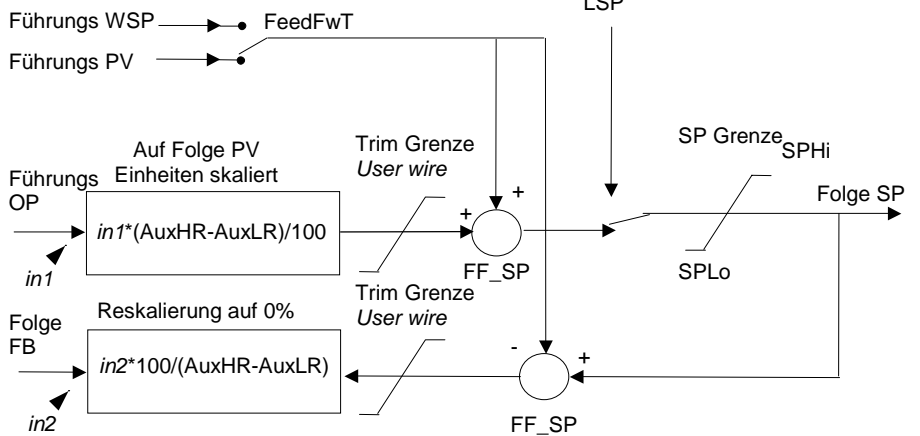 LSP
Führungs WSP
FeedFwT
Führungs PV
Auf Folge PV
Einheiten skaliert
Trim Grenze
User wire
SP Grenze
SPHi
Führungs
OP
in1*(AuxHR-AuxLR)/100
+
+
Folge SP
in1
FF_SP
SPLo
Folge
FB
Reskalierung auf 0%
Trim Grenze
User wire
in2*100/(AuxHR-AuxLR)
-
+
in2
FF_SP